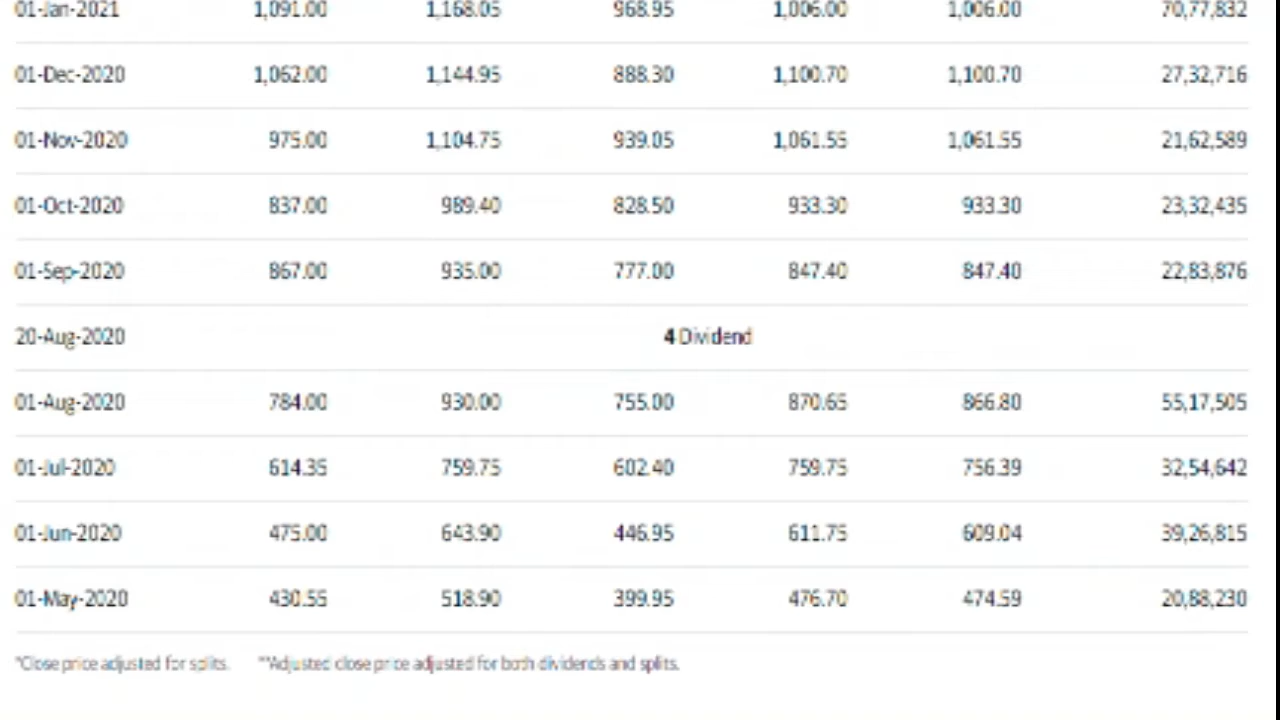 01-Jan-2021 1,091.00 1,168.05 968.95 1,006.00 1,006.00 70,77,832
01-Dec-2020 1,062.00 1,144.95 888.30 1,100.70 1,100.70 27,32,716
01-Nov-2020 975.00 1,104.75 939.05 1,061.55 1,061.55 21,62,589
01-Oct-2020 837.00 989.40 828.50 933.30 933.30 23,32,435
01-Sep-2020 867.00 935.00 777.00 847.40 847.40 22,83,876
20-Aug-2020 4 Dividend
01-Aug-2020 784.00 930.00 755.00 870.65 866.80 55,17,505
01-Jul-2020 614.35 759.75 602.40 759.75 756.39 32,54,642
01-Jun-2020 475.00 643.90 446.95 611.75 609.04 39,26,815
01-May-2020 430.55 518.90 399.95 476.70 474.59 20,88,230
*Close price adjusted for splits. **Adjusted close price adjusted for both dividends and splits.